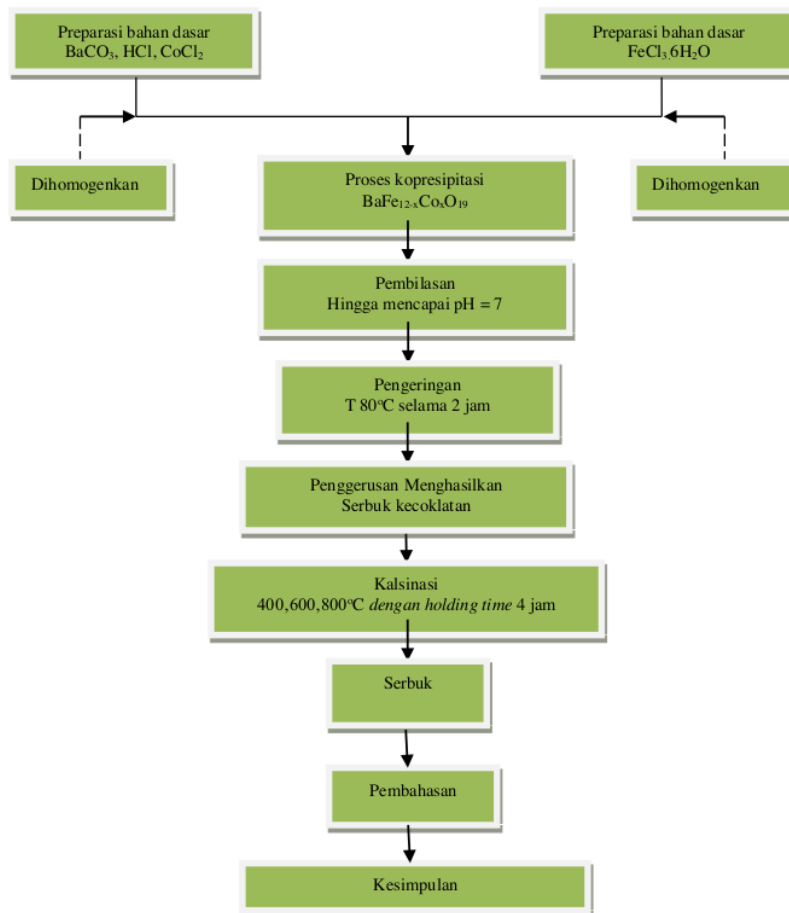 Preparasi bahan dasar
BaCO₃, HCl, CoCl₂
Preparasi bahan dasar
FeCl₃.6H₂O
Dihomogenkan
Proses kopresipitasi
BaFe₁₂₋ₓCoₓO₁₉
Dihomogenkan
Pembilasan
Hingga mencapai pH = 7
Pengeringan
T 80°C selama 2 jam
Penggerusan Menghasilkan
Serbuk kecoklatan
Kalsinasi
400,600,800°C dengan holding time 4 jam
Serbuk
Pembahasan
Kesimpulan